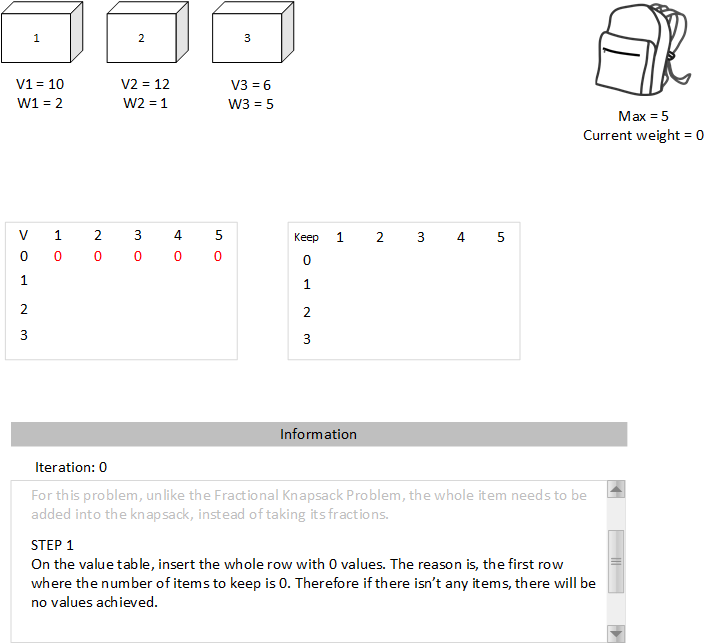 1 2 3
V1 = 10 V2 = 12 V3 = 6
W1 = 2 W2 = 1 W3 = 5
Max = 5
Current weight = 0
V 1 2 3 4 5
0 0 0 0 0 0
1
2
3
Keep 1 2 3 4 5
0
1
2
3
Information
Iteration: 0
For this problem, unlike the Fractional Knapsack Problem, the whole item needs to be
added into the knapsack, instead of taking its fractions.
STEP 1
On the value table, insert the whole row with 0 values. The reason is, the first row
where the number of items to keep is 0. Therefore if there isn't any items, there will be
no values achieved.